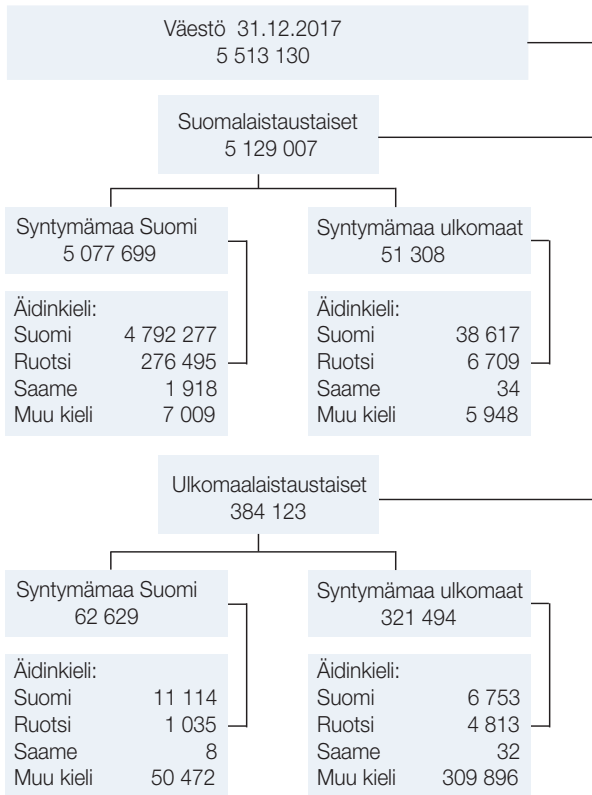 Väestö 31.12.2017
5 513 130
Suomalaistaustaiset
5 129 007
Syntymämaa Suomi
5 077 699
Äidinkieli:
Suomi 4 792 277
Ruotsi 276 495
Saame 1 918
Muu kieli 7 009
Syntymämaa ulkomaat
51 308
Äidinkieli:
Suomi 38 617
Ruotsi 6 709
Saame 34
Muu kieli 5 948
Ulkomaalaistaustaiset
384 123
Syntymämaa Suomi
62 629
Äidinkieli:
Suomi 11 114
Ruotsi 1 035
Saame 8
Muu kieli 50 472
Syntymämaa ulkomaat
321 494
Äidinkieli:
Suomi 6 753
Ruotsi 4 813
Saame 32
Muu kieli 309 896